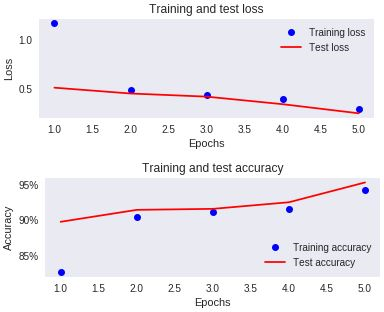 Training and test loss
1.0
0.5
Loss
Training loss
Test loss
1.0 1.5 2.0 2.5 3.0 3.5 4.0 4.5 5.0
Epochs
Training and test accuracy
95%
90%
85%
Accuracy
Training accuracy
Test accuracy
1.0 1.5 2.0 2.5 3.0 3.5 4.0 4.5 5.0
Epochs